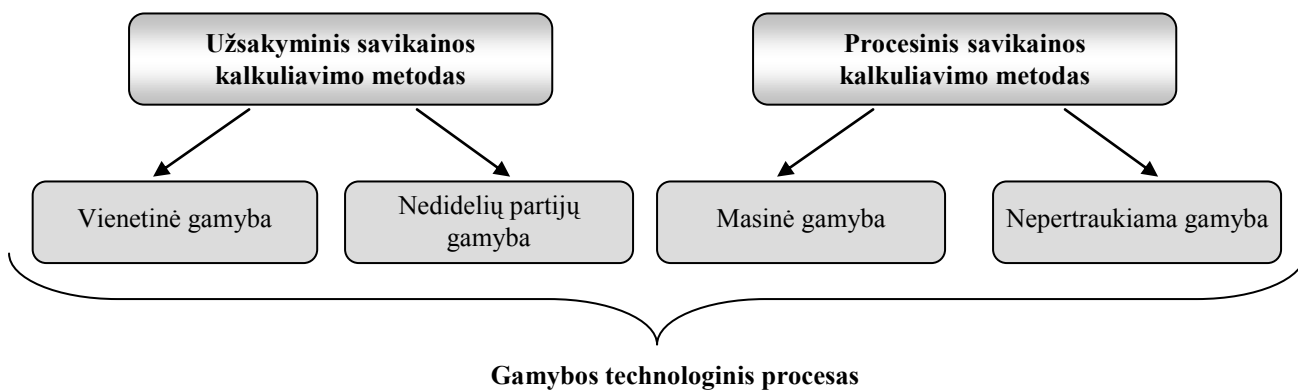 Užsakyminis savikainos
kalkuliavimo metodas
Procesinis savikainos
kalkuliavimo metodas
Vienetinė gamyba
Nedidelių partijų
gamyba
Masinė gamyba
Nepertraukiama gamyba
Gamybos technologinis procesas